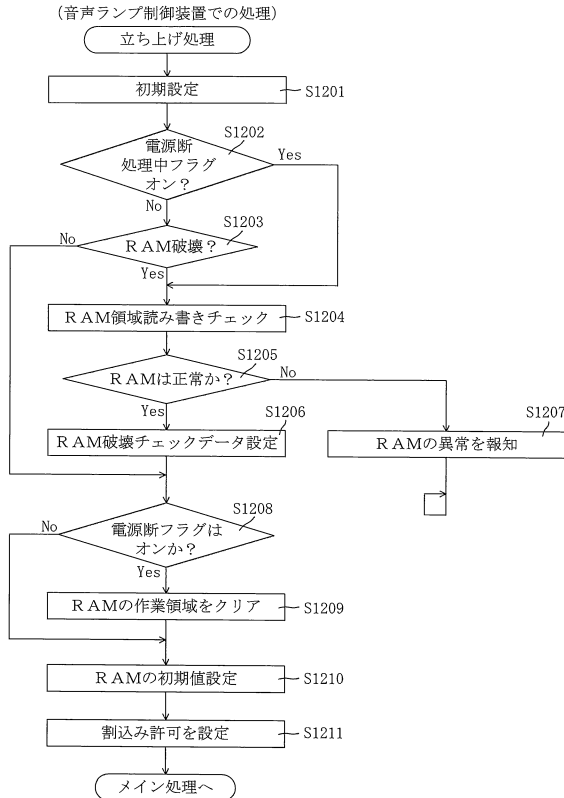 (音声ランプ制御装置での処理)
立ち上げ処理
初期設定
S1201
S1202
電源断
処理中フラグ
オン?
Yes
No
S1203
RAM破壊?
No
Yes
RAM領域読み書きチェック
S1204
S1205
RAMは正常か?
No
Yes
S1206
RAM破壊チェックデータ設定
S1207
RAMの異常を報知
S1208
電源断フラグは
オンか?
No
Yes
RAMの作業領域をクリア
S1209
RAMの初期値設定
S1210
割込み許可を設定
S1211
メイン処理へ